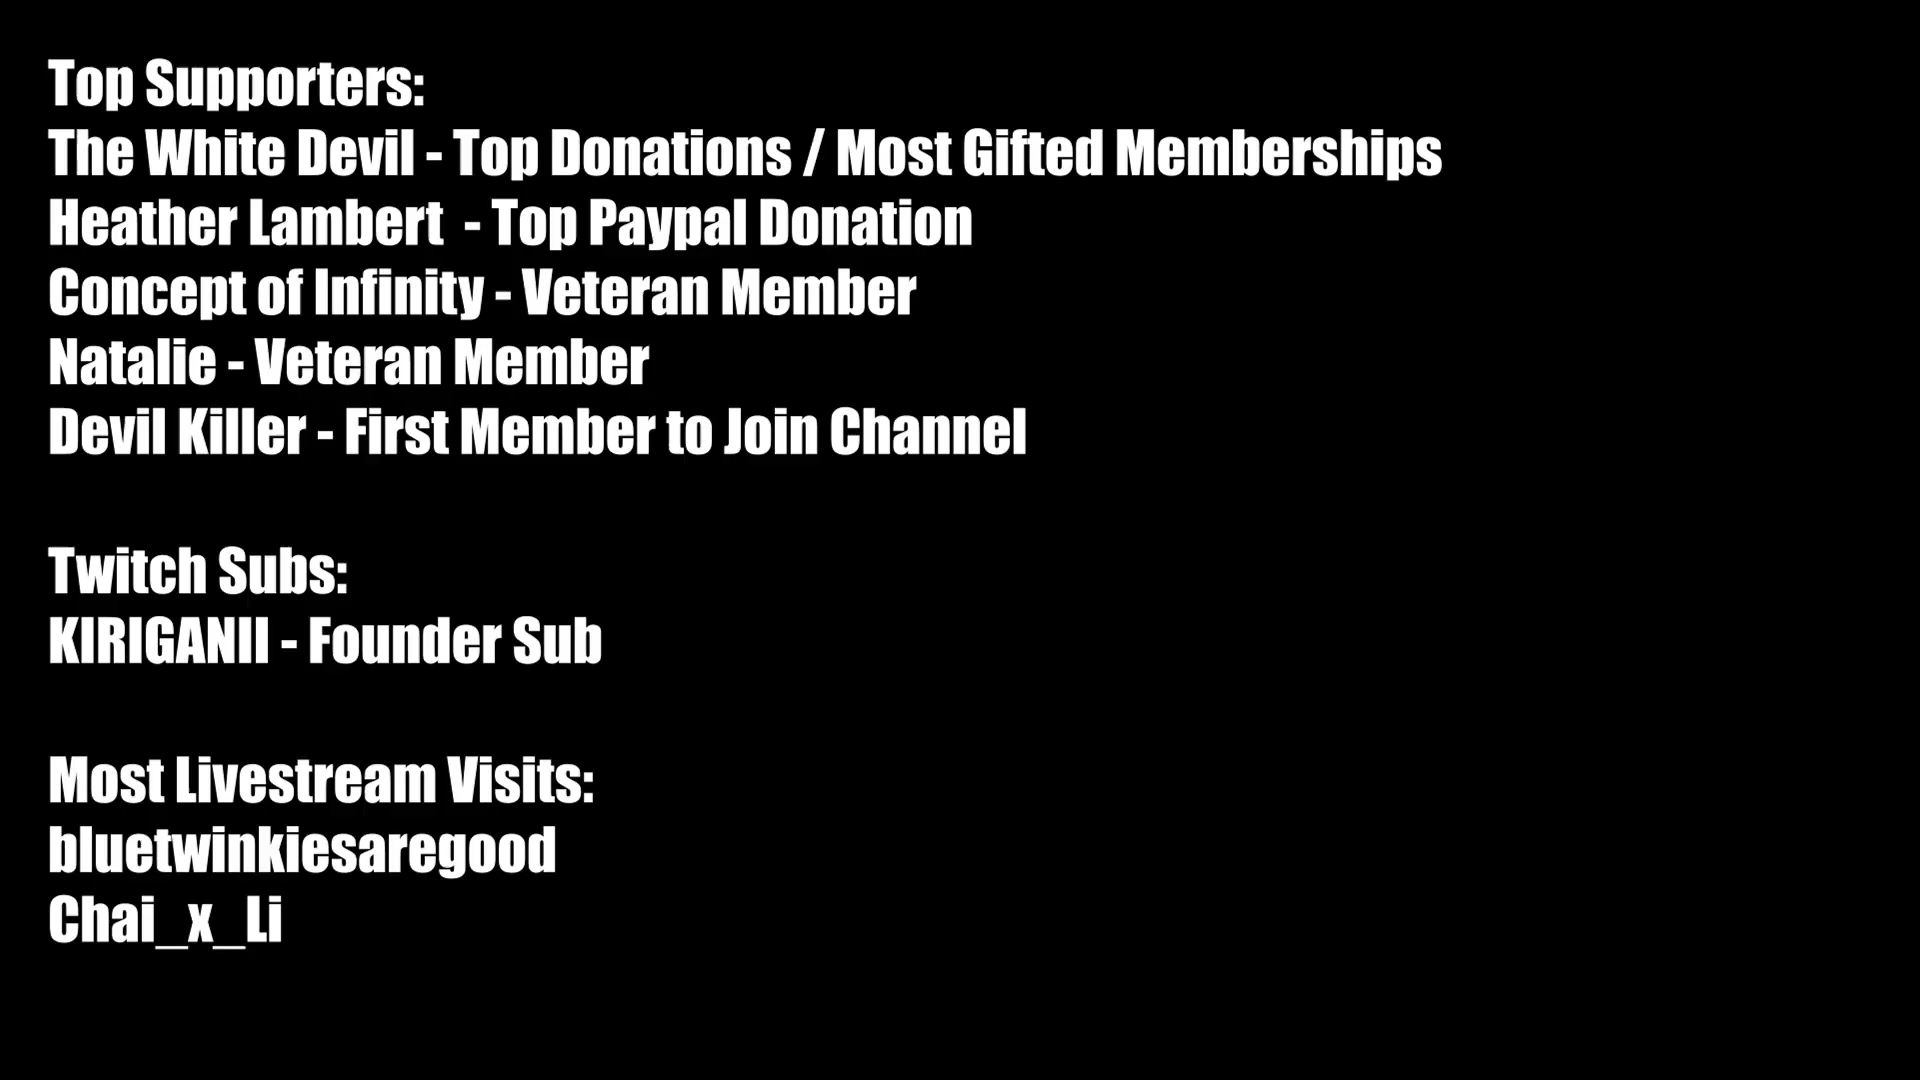 Top Supporters:
The White Devil - Top Donations / Most Gifted Memberships
Heather Lambert  - Top Paypal Donation
Concept of Infinity - Veteran Member
Natalie - Veteran Member
Devil Killer - First Member to Join Channel
Twitch Subs:
KIRIGANII - Founder Sub
Most Livestream Visits:
bluetwinkiesaregood
Chai_x_Li